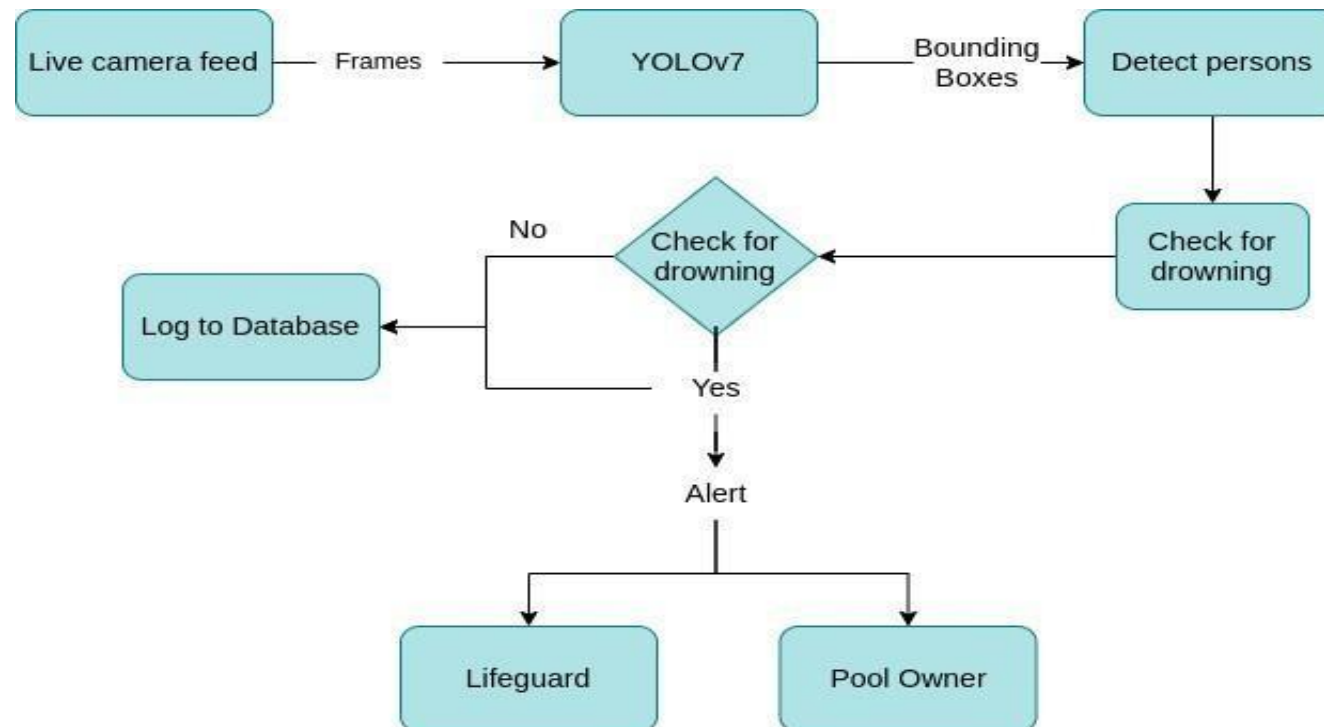 Live camera feed
Frames
YOLOv7
Bounding
Boxes
Detect persons
No
Check for
drowning
Check for
drowning
Log to Database
Yes
Alert
Lifeguard
Pool Owner